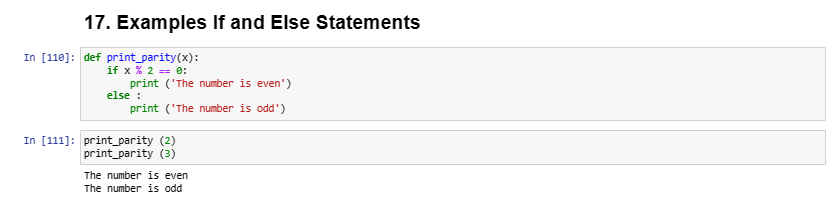 17. Examples If and Else Statements
In [110]: def print_parity(x):
    if x % 2 == 0:
        print ('The number is even')
    else :
        print ('The number is odd')
In [111]: print_parity (2)
print_parity (3)
The number is even
The number is odd